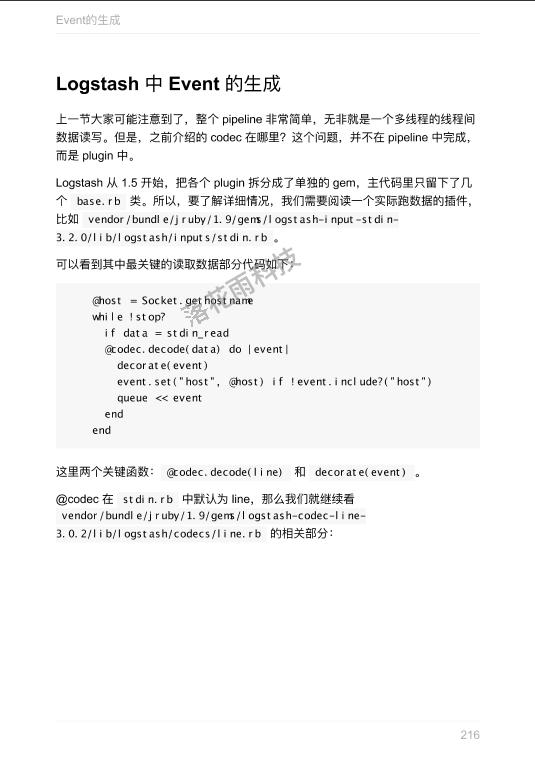 Event的生成
Logstash 中 Event 的生成
上一节大家可能注意到了，整个 pipeline 非常简单，无非就是一个多线程的线程间
数据读写。但是，之前介绍的 codec 在哪里？这个问题，并不在 pipeline 中完成，
而是 plugin 中。
Logstash 从 1.5 开始，把各个 plugin 拆分成了单独的 gem，主代码里只留下了几
个 base.rb 类。所以，要了解详细情况，我们需要阅读一个实际跑数据的插件，
比如 vendor/bundle/jruby/1.9/gems/logstash-input-stdin-
3.2.0/lib/logstash/inputs/stdin.rb 。
可以看到其中最关键的读取数据部分代码如下：
@host = Socket.gethostname
while !stop?
if data = stdin_read
@codec.decode(data) do |event|
decorate(event)
event.set("host", @host) if !event.include?("host")
queue << event
end
end
这里两个关键函数： @codec.decode(line) 和 decorate(event) 。
@codec 在 stdin.rb 中默认为 line，那么我们就继续看
vendor/bundle/jruby/1.9/gems/logstash-codec-line-
3.0.2/lib/logstash/codecs/line.rb 的相关部分：
落花雨科技
216